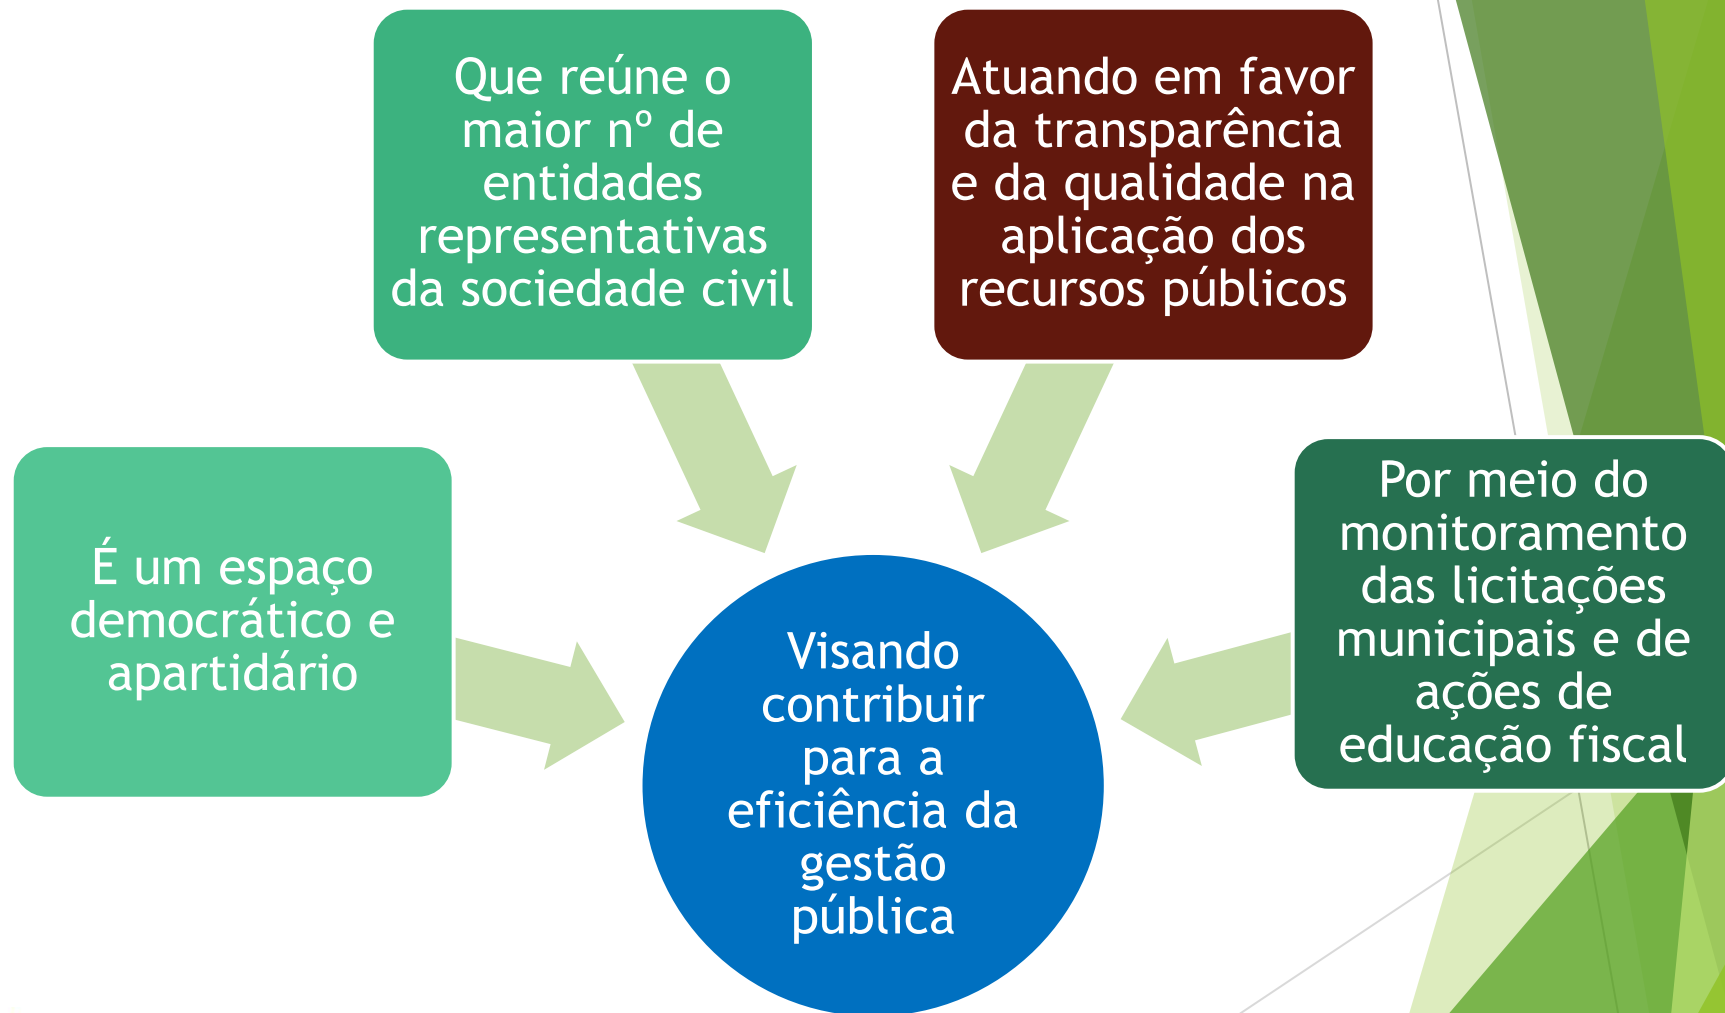 É um espaço
democrático e
apartidário
Que reúne o
maior nº de
entidades
representativas
da sociedade civil
Atuando em favor
da transparência
e da qualidade na
aplicação dos
recursos públicos
Por meio do
monitoramento
das licitações
municipais e de
ações de
educação fiscal
Visando
contribuir
para a
eficiência da
gestão
pública